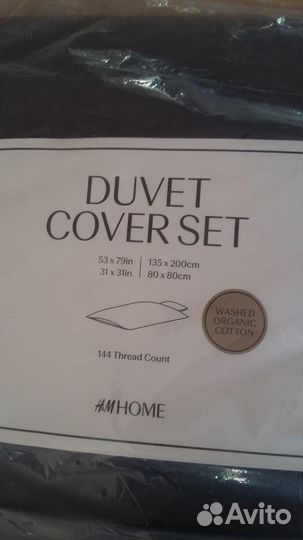 DUVET
COVER SET
53 x 79in | 135 x 200cm
31 x 31in | 80 x 80cm
WASHED
ORGANIC
COTTON
144 Thread Count
H&M HOME
Avito